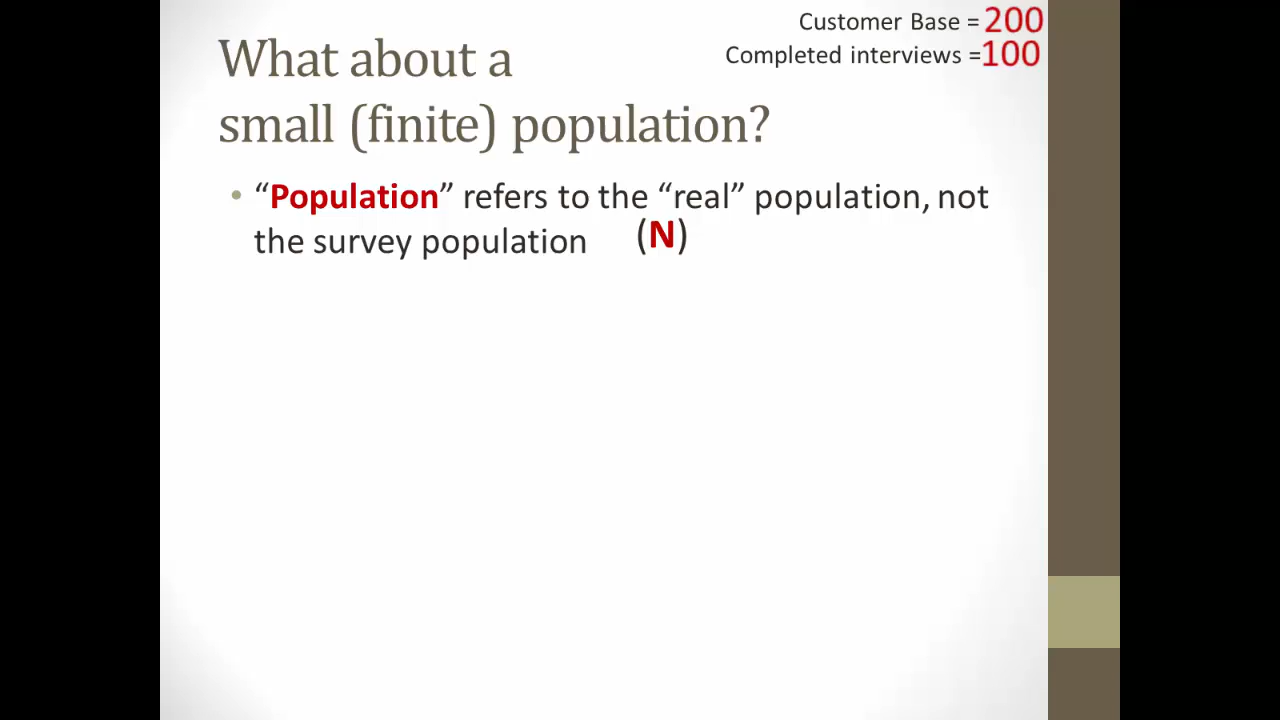 Customer Base = 200
Completed interviews =100
What about a
small (finite) population?
• “Population” refers to the “real” population, not
the survey population (N)